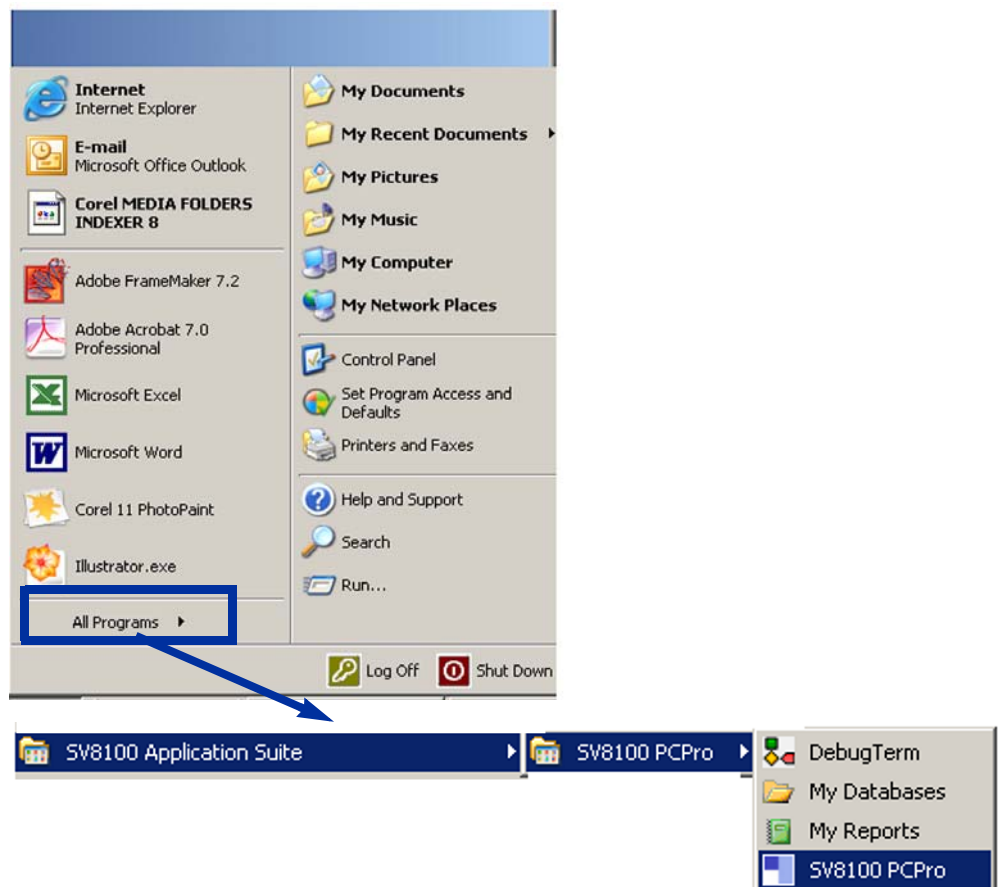 Internet
Internet Explorer
E-mail
Microsoft Office Outlook
Corel MEDIA FOLDERS
INDEXER 8
Adobe FrameMaker 7.2
Adobe Acrobat 7.0
Professional
Microsoft Excel
Microsoft Word
Corel 11 PhotoPaint
Illustrator.exe
All Programs
My Documents
My Recent Documents
My Pictures
My Music
My Computer
My Network Places
Control Panel
Set Program Access and
Defaults
Printers and Faxes
Help and Support
Search
Run...
Log Off
Shut Down
SV8100 Application Suite
SV8100 PCPro
DebugTerm
My Databases
My Reports
SV8100 PCPro